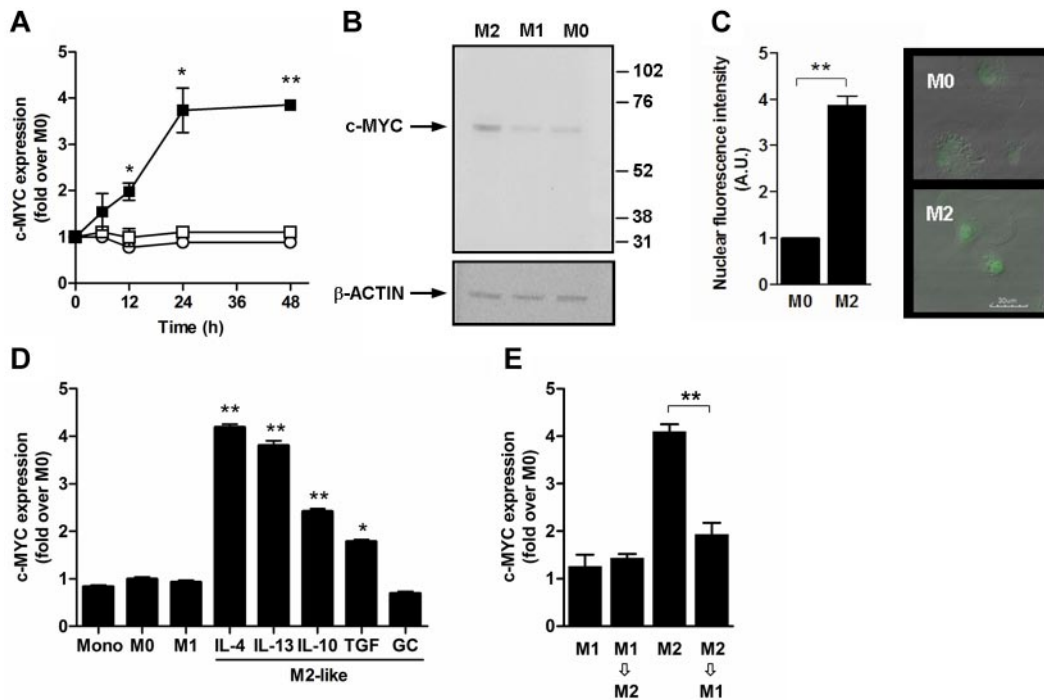 A
c-MYC expression
(fold over M0)
5
4
3
2
1
0
*
*
**
0 12 24 36 48
Time (h)
B
M2 M1 M0
c-MYC
β-ACTIN
102
76
52
38
31
C
Nuclear fluorescence intensity
(A.U.)
5
4
3
2
1
0
**
M0 M2
M0
M2
D
c-MYC expression
(fold over M0)
5
4
3
2
1
0
**
**
**
*
Mono M0 M1 IL-4 IL-13 IL-10 TGF GC
M2-like
E
c-MYC expression
(fold over M0)
5
4
3
2
1
0
**
M1 M1 M2 M2
M2 M1